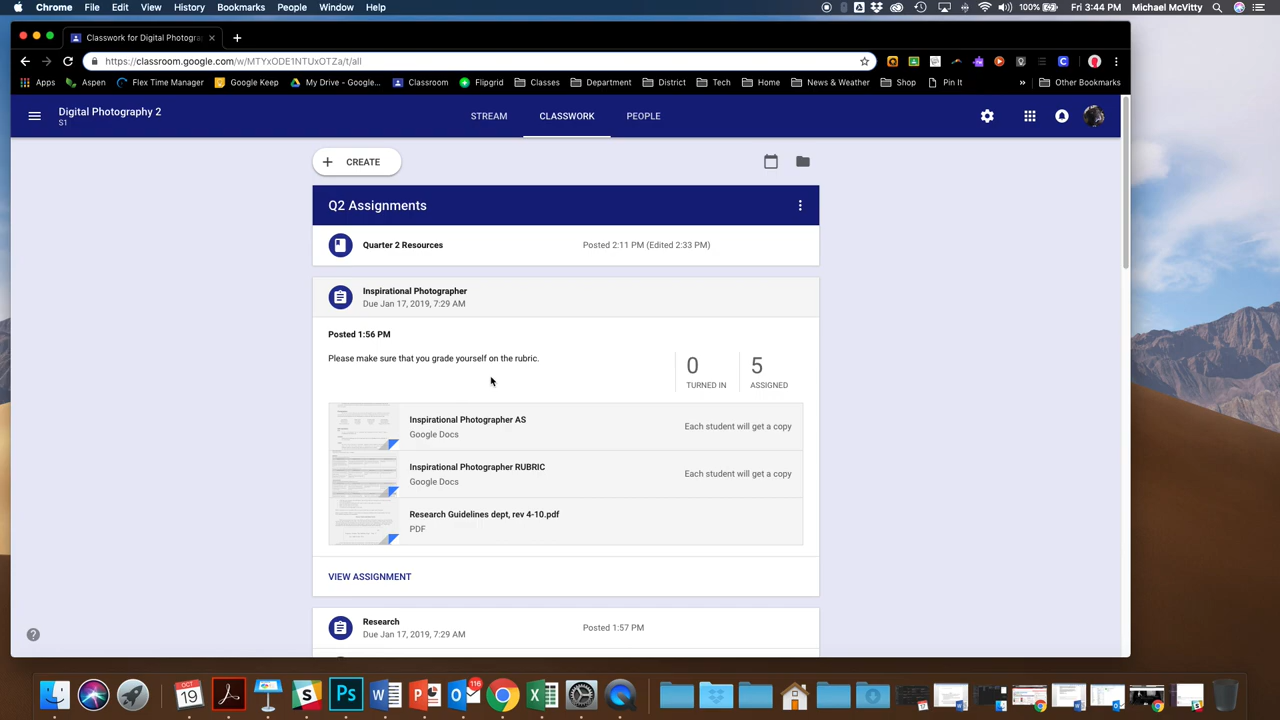 Chrome File Edit View History Bookmarks People Window Help 100% Fri 3:44 PM Michael McVitty
Classwork for Digital Photogra
https://classroom.google.com/w/MTYxODE1NTUxOTZa/t/all
Apps Aspen Flex Time Manager Google Keep My Drive - Google... Classroom Flipgrid Classes Department District Tech Home News & Weather Shop Pin It » Other Bookmarks
Digital Photography 2
S1
STREAM CLASSWORK PEOPLE
+ CREATE
Q2 Assignments
Quarter 2 Resources Posted 2:11 PM (Edited 2:33 PM)
Inspirational Photographer
Due Jan 17, 2019, 7:29 AM
Posted 1:56 PM
Please make sure that you grade yourself on the rubric.
0 5
TURNED IN ASSIGNED
Inspirational Photographer AS
Google Docs
Each student will get a copy
Inspirational Photographer RUBRIC
Google Docs
Each student will get a copy
Research Guidelines dept, rev 4-10.pdf
PDF
VIEW ASSIGNMENT
Research
Due Jan 17, 2019, 7:29 AM
Posted 1:57 PM
?
OCT
19
S
Ps
W
P
O
116
X